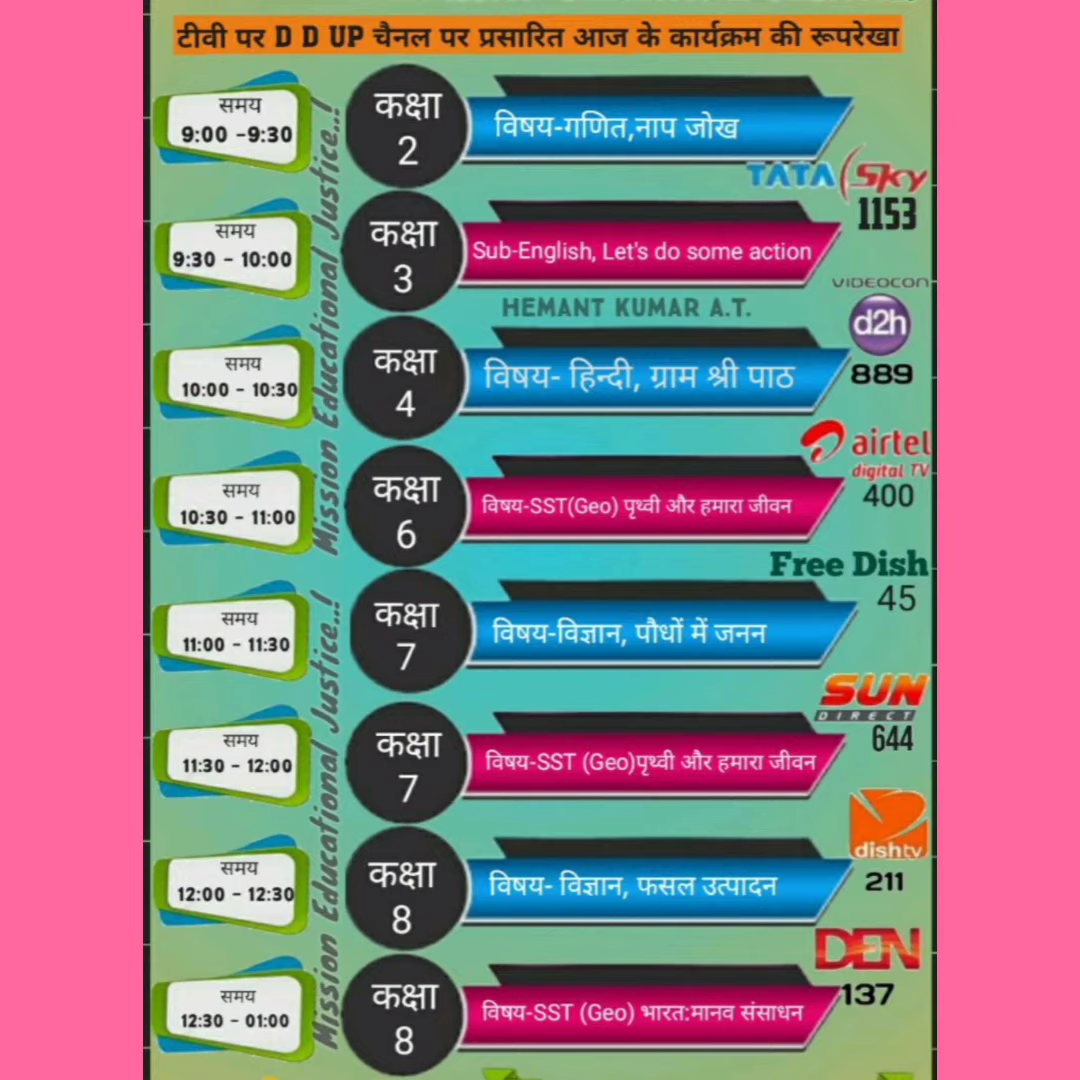 टीवी पर D D UP चैनल पर प्रसारित आज के कार्यक्रम की रूपरेखा
समय
9:00 -9:30
कक्षा
2
विषय-गणित,नाप जोख
TATA Sky
1153
समय
9:30 - 10:00
कक्षा
3
Sub-English, Let's do some action
HEMANT KUMAR A.T.
VIDEOCON
d2h
889
समय
10:00 - 10:30
कक्षा
4
विषय- हिन्दी, ग्राम श्री पाठ
airtel
digital TV
400
समय
10:30 - 11:00
कक्षा
6
विषय-SST(Geo) पृथ्वी और हमारा जीवन
Mission Educational Justice...!
Free Dish
45
समय
11:00 - 11:30
कक्षा
7
विषय-विज्ञान, पौधों में जनन
SUN
DIRECT
644
समय
11:30 - 12:00
कक्षा
7
विषय-SST (Geo)पृथ्वी और हमारा जीवन
dishtv
211
समय
12:00 - 12:30
कक्षा
8
विषय- विज्ञान, फसल उत्पादन
DEN
137
समय
12:30 - 01:00
कक्षा
8
विषय-SST (Geo) भारत:मानव संसाधन
Mission Educational Justice...!